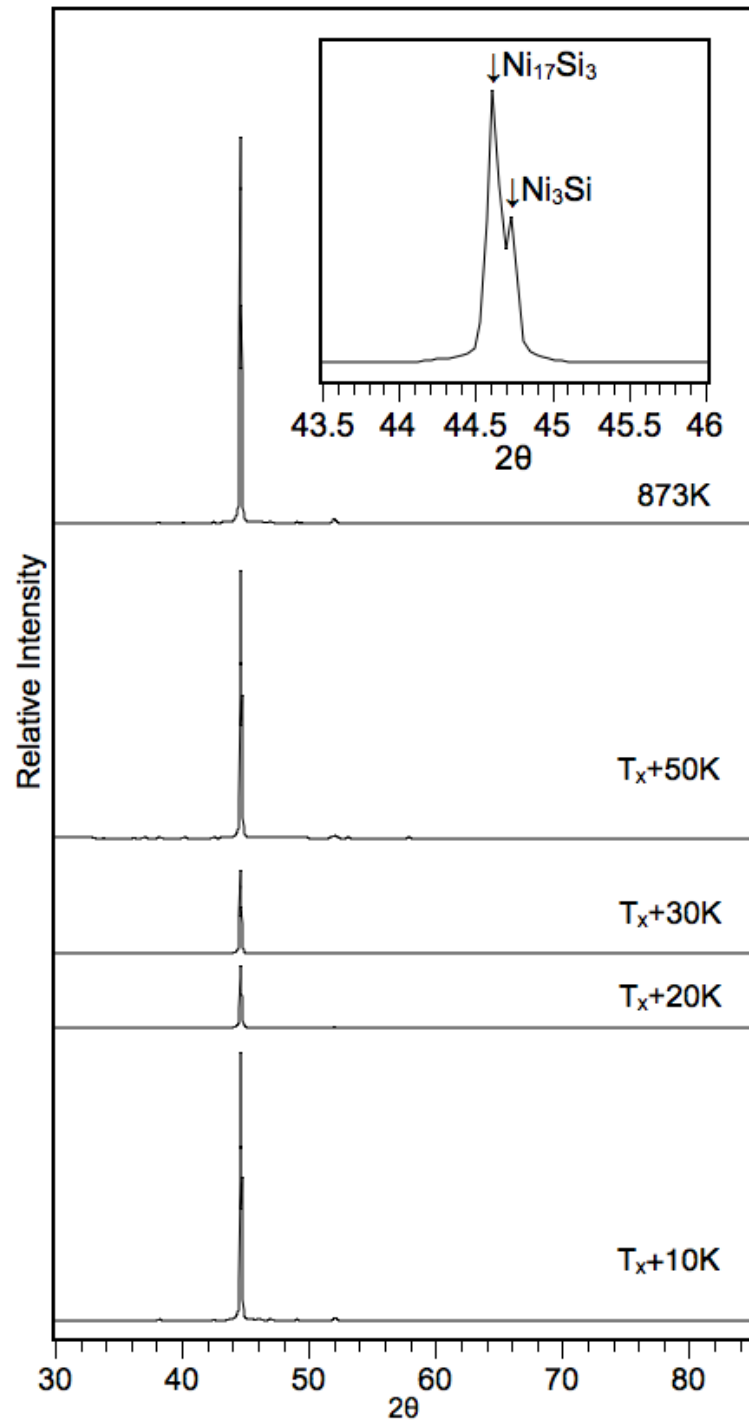 ↓Ni₁₇Si₃
↓Ni₃Si
43.5 44 44.5 45 45.5 46
2θ
873K
Relative Intensity
Tₓ+50K
Tₓ+30K
Tₓ+20K
Tₓ+10K
30 40 50 60 70 80
2θ